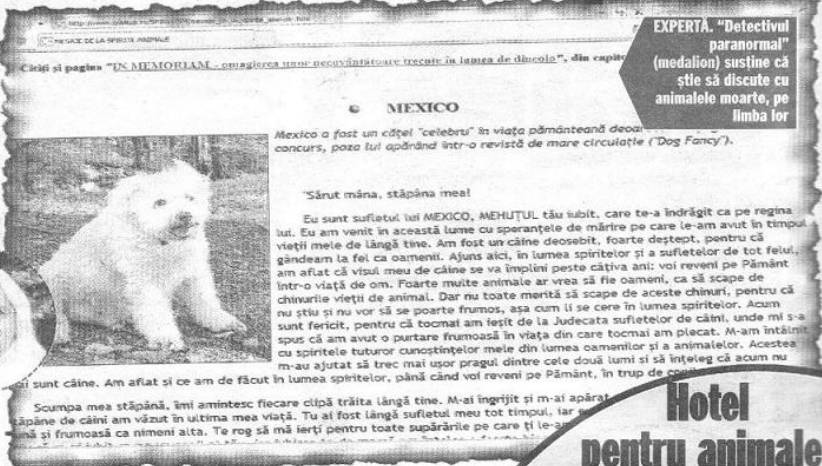 MESAJE DE LA SPIRITE ANIMALE
Citiți și pagina "IN MEMORIAM - omagierea unor necuvântătoare trecute în lumea de dincolo", din
EXPERTĂ. “Detectivul
paranormal”
(medalion) susține că
știe să discute cu
animalele moarte, pe
limba lor
MEXICO
Mexico a fost un cățel "celebru" în viața pământeană
concurs, poza lui apărând într-o revistă de mare circulație ("Dog Fancy").
"Sărut mâna, stăpâna mea!
Eu sunt sufletul lui MEXICO, MEHUȚUL tău iubit, care te-a îndrăgit ca pe regina
lui. Eu am venit în această lume cu speranțele de mărire pe care le-am avut în timpul
vieții mele de lângă tine. Am fost un câine deosebit, foarte deștept, pentru că
gândeam la fel ca oamenii. Ajuns aici, în lumea spiritelor și a sufletelor de tot felul,
am aflat că visul meu de câine se va împlini peste câțiva ani: voi reveni pe Pământ
într-o viață de om. Foarte multe animale ar vrea să fie oameni, ca să scape de
chinurile vieții de animal. Dar nu toate merită să scape de aceste chinuri, pentru că
nu știu și nu vor să se poarte frumos, așa cum li se cere în lumea spiritelor. Acum
sunt fericit, pentru că tocmai am ieșit de la Judecata sufletelor de câini, unde mi s-a
spus că am avut o purtare frumoasă în viața din care tocmai am plecat. M-am întâlnit
cu spiritele tuturor cunoștințelor mele din lumea oamenilor și a animalelor. Acestea
m-au ajutat să trec mai ușor pragul dintre cele două lumi și să înțeleg că acum nu
sunt câine. Am aflat și ce am de făcut în lumea spiritelor, până când voi reveni pe Pământ, în trup de
Scumpa mea stăpână, îmi amintesc fiecare clipă trăita lângă tine. M-ai îngrijit și m-ai apărat
de câini am văzut în ultima mea viață. Tu ai fost lângă sufletul meu tot timpul, iar
și frumoasă ca nimeni alta. Te rog să mă ierți pentru toate supărările pe care ți
Hotel
pentru animale